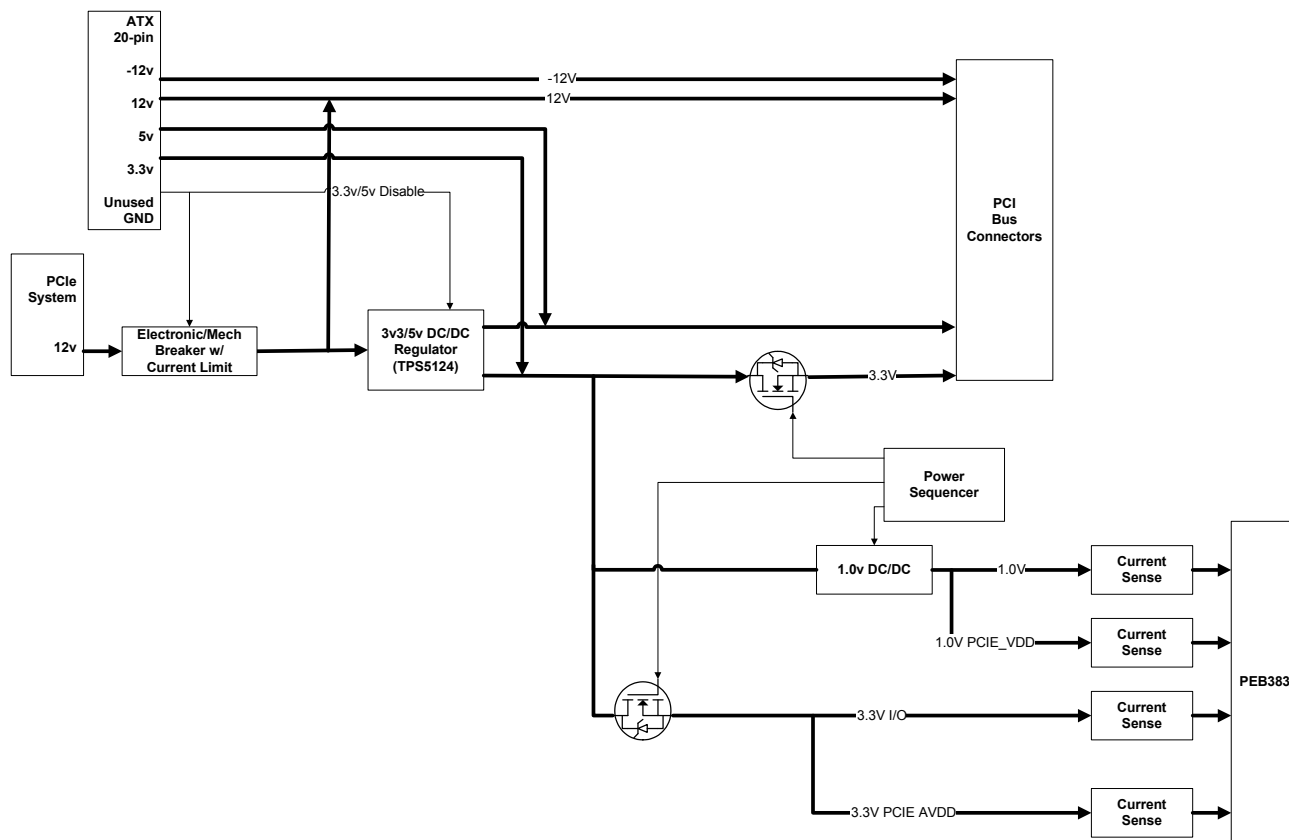 ATX
20-pin
-12v
12v
5v
3.3v
Unused
GND
-12V
12V
3.3v/5v Disable
PCI
Bus
Connectors
PCIe
System
12v
Electronic/Mech
Breaker w/
Current Limit
3v3/5v DC/DC
Regulator
(TPS5124)
3.3V
Power
Sequencer
1.0v DC/DC
1.0V
Current
Sense
1.0V PCIE_VDD
Current
Sense
PEB383
3.3V I/O
Current
Sense
3.3V PCIE AVDD
Current
Sense